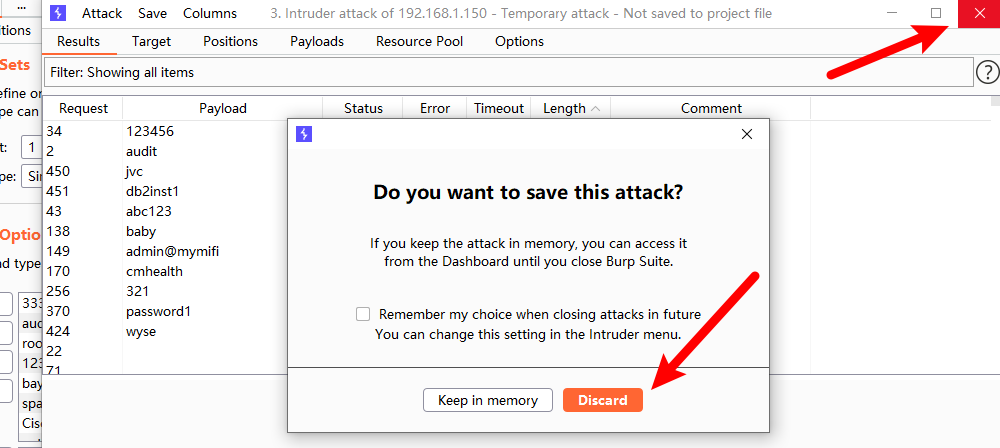 ...
Attack Save Columns 3. Intruder attack of 192.168.1.150 - Temporary attack - Not saved to project file
Results Target Positions Payloads Resource Pool Options
Filter: Showing all items
?
Request Payload Status Error Timeout Length Comment
34 123456
2 audit
450 jvc
451 db2inst1
43 abc123
138 baby
149 admin@mymifi
170 cmhealth
256 321
370 password1
424 wyse
22
71
itions
Sets
efine or
pe can
t: 1
pe: Sin
Optio
nd type
333
aud
roo
123
bay
spa
Cisc
Do you want to save this attack?
If you keep the attack in memory, you can access it
from the Dashboard until you close Burp Suite.
Remember my choice when closing attacks in future
You can change this setting in the Intruder menu.
Keep in memory Discard